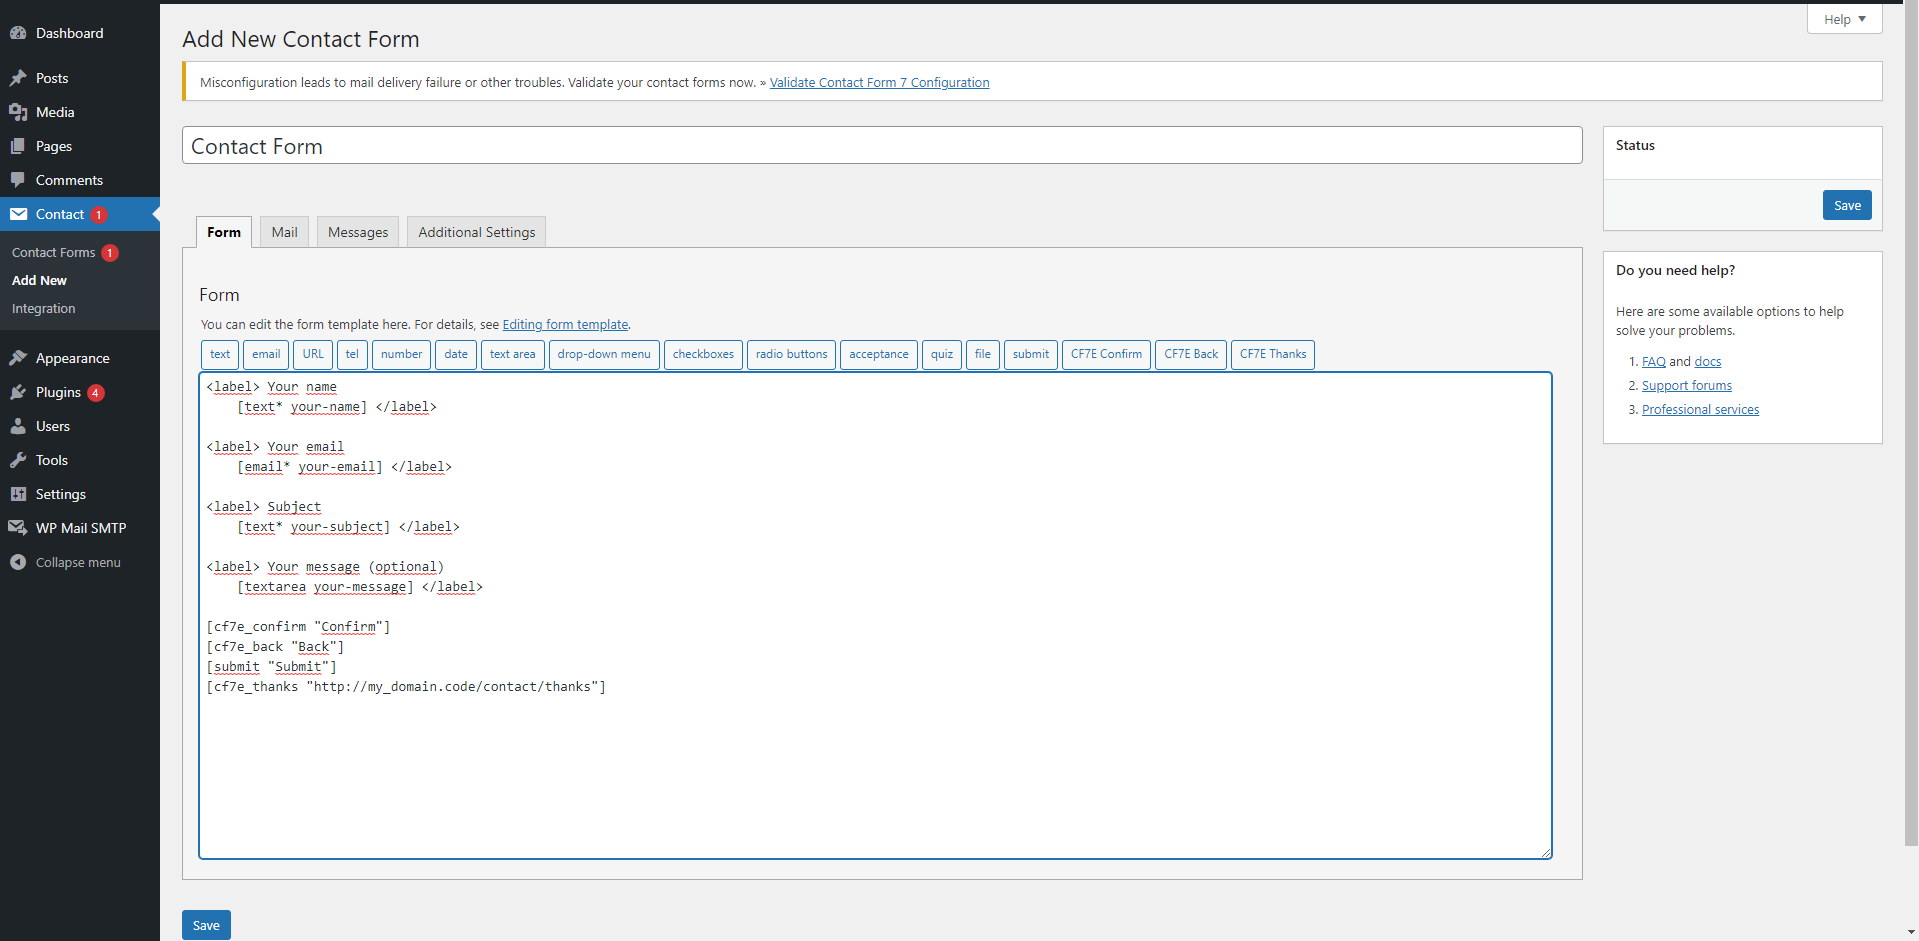 Dashboard
Posts
Media
Pages
Comments
Contact 1
Contact Forms 1
Add New
Integration
Appearance
Plugins 4
Users
Tools
Settings
WP Mail SMTP
Collapse menu
Help
Add New Contact Form
Misconfiguration leads to mail delivery failure or other troubles. Validate your contact forms now. » Validate Contact Form 7 Configuration
Contact Form
Form Mail Messages Additional Settings
Form
You can edit the form template here. For details, see Editing form template.
text email URL tel number date text area drop-down menu checkboxes radio buttons acceptance quiz file submit CF7E Confirm CF7E Back CF7E Thanks
<label> Your name
[text* your-name] </label>
<label> Your email
[email* your-email] </label>
<label> Subject
[text* your-subject] </label>
<label> Your message (optional)
[textarea your-message] </label>
[cf7e_confirm "Confirm"]
[cf7e_back "Back"]
[submit "Submit"]
[cf7e_thanks "http://my_domain.code/contact/thanks"]
Save
Status
Save
Do you need help?
Here are some available options to help
solve your problems.
1. FAQ and docs
2. Support forums
3. Professional services